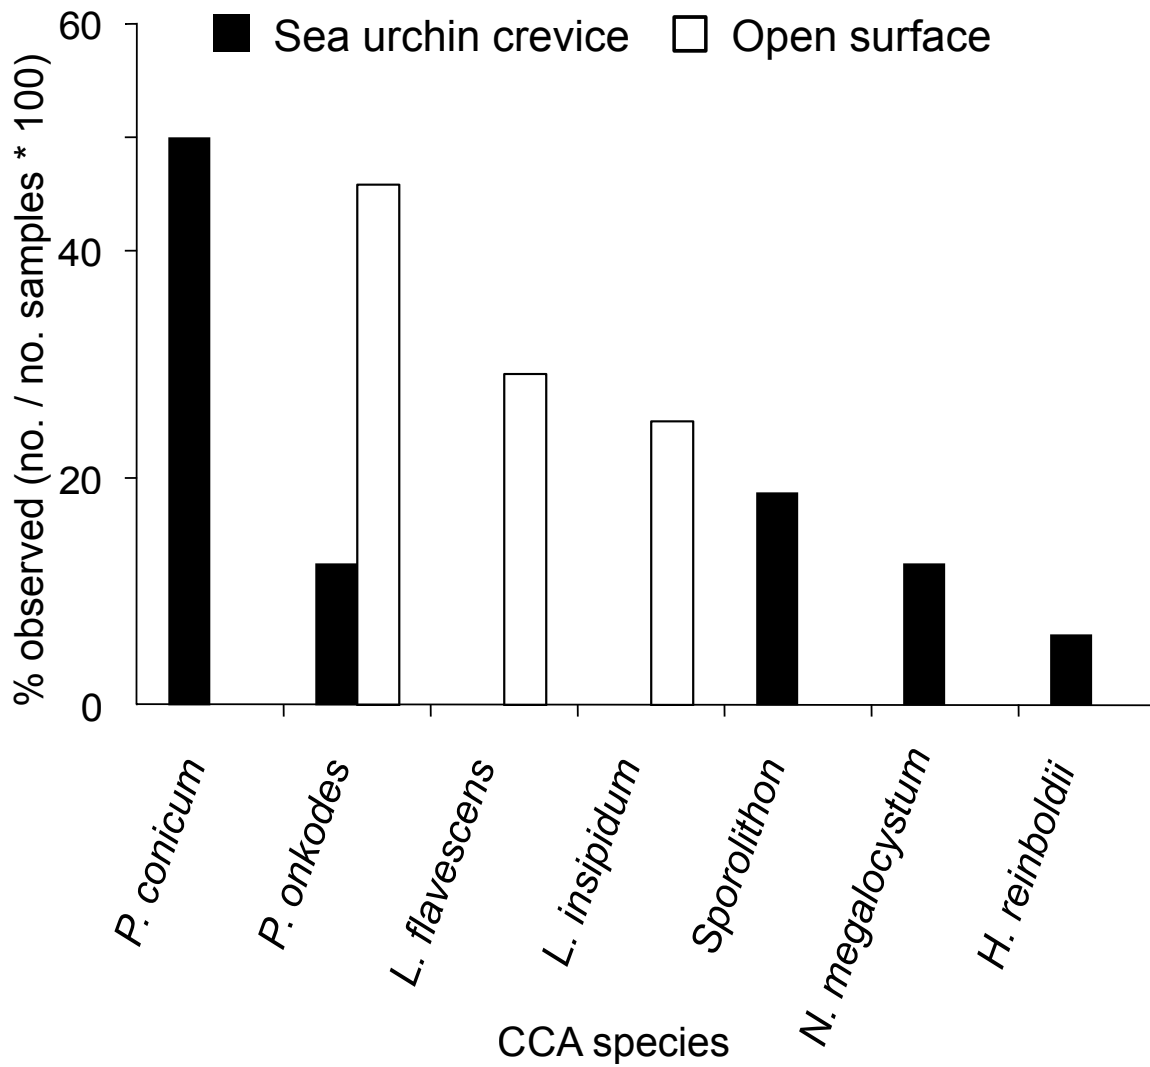 Sea urchin crevice Open surface
% observed (no. / no. samples * 100)
60
40
20
0
P. conicum
P. onkodes
L. flavescens
L. insipidum
Sporolithon
N. megalocystum
H. reinboldii
CCA species